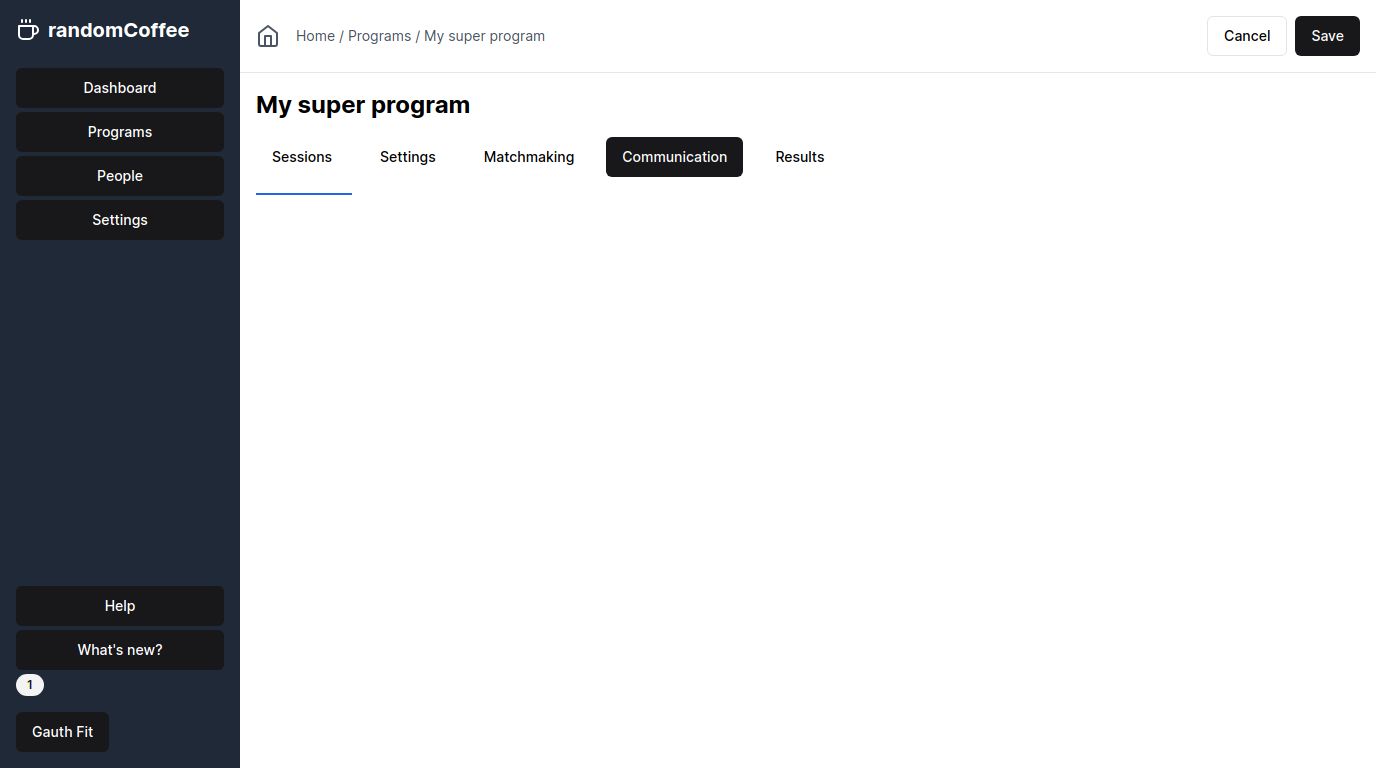 randomCoffee
Dashboard
Programs
People
Settings
Help
What's new?
1
Gauth Fit
Home / Programs / My super program
Cancel
Save
My super program
Sessions
Settings
Matchmaking
Communication
Results